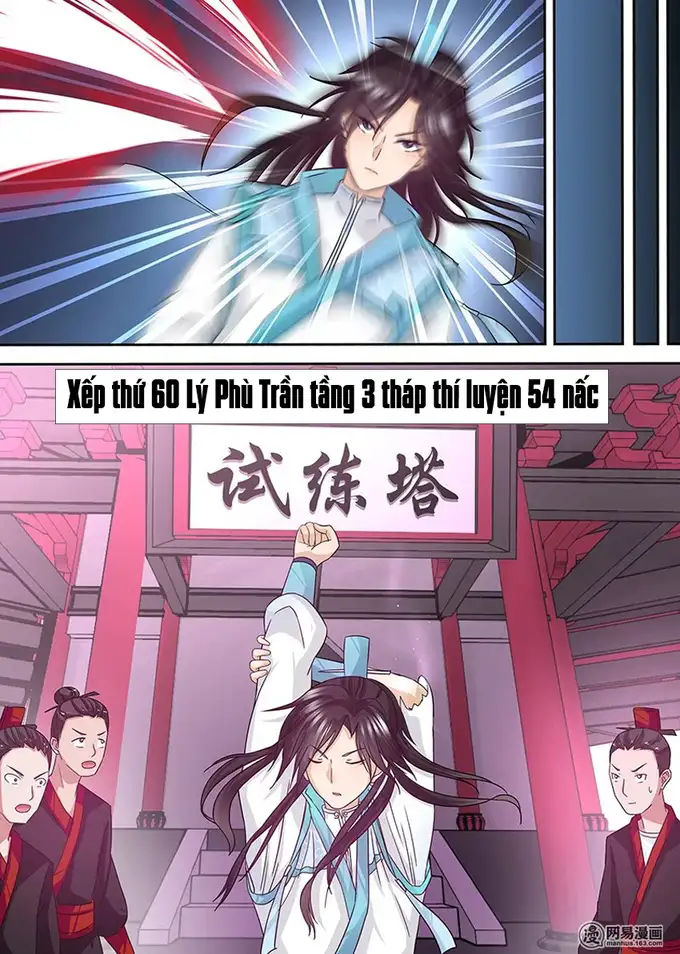 Xếp thứ 60 Lý Phù Trần tầng 3 tháp thí luyện 54 nấc
试练塔
漫 网易漫画
manhua.163.com